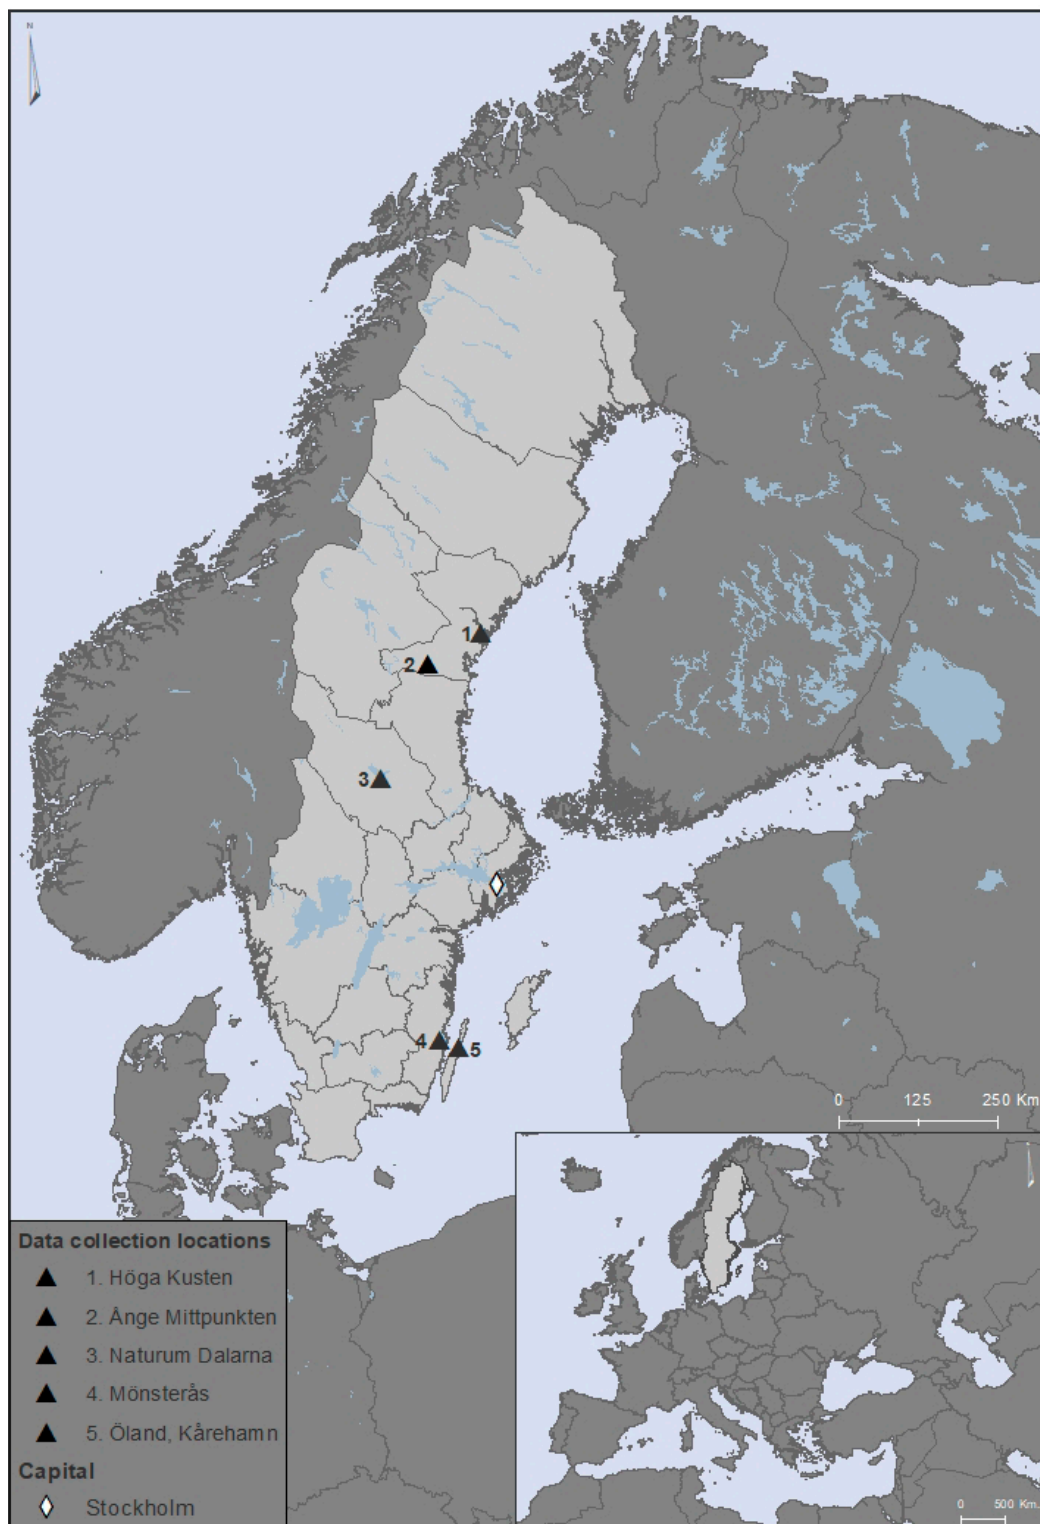 N
1
2
3
4
5
0 125 250 Km
Data collection locations
1. Höga Kusten
2. Ånge Mittpunkten
3. Naturum Dalarna
4. Mönsterås
5. Öland, Kårehamn
Capital
Stockholm
0 500 Km.